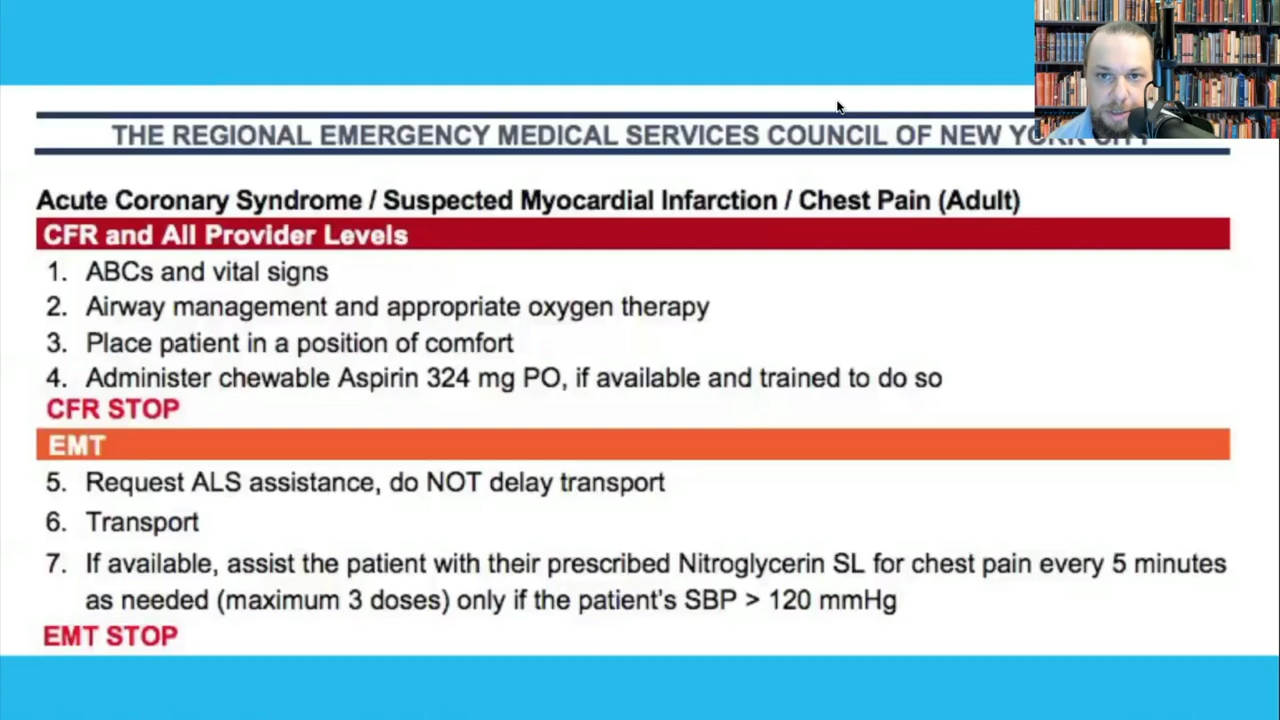 THE REGIONAL EMERGENCY MEDICAL SERVICES COUNCIL OF NEW YORK CITY
Acute Coronary Syndrome / Suspected Myocardial Infarction / Chest Pain (Adult)
CFR and All Provider Levels
1. ABCs and vital signs
2. Airway management and appropriate oxygen therapy
3. Place patient in a position of comfort
4. Administer chewable Aspirin 324 mg PO, if available and trained to do so
CFR STOP
EMT
5. Request ALS assistance, do NOT delay transport
6. Transport
7. If available, assist the patient with their prescribed Nitroglycerin SL for chest pain every 5 minutes
as needed (maximum 3 doses) only if the patient's SBP > 120 mmHg
EMT STOP